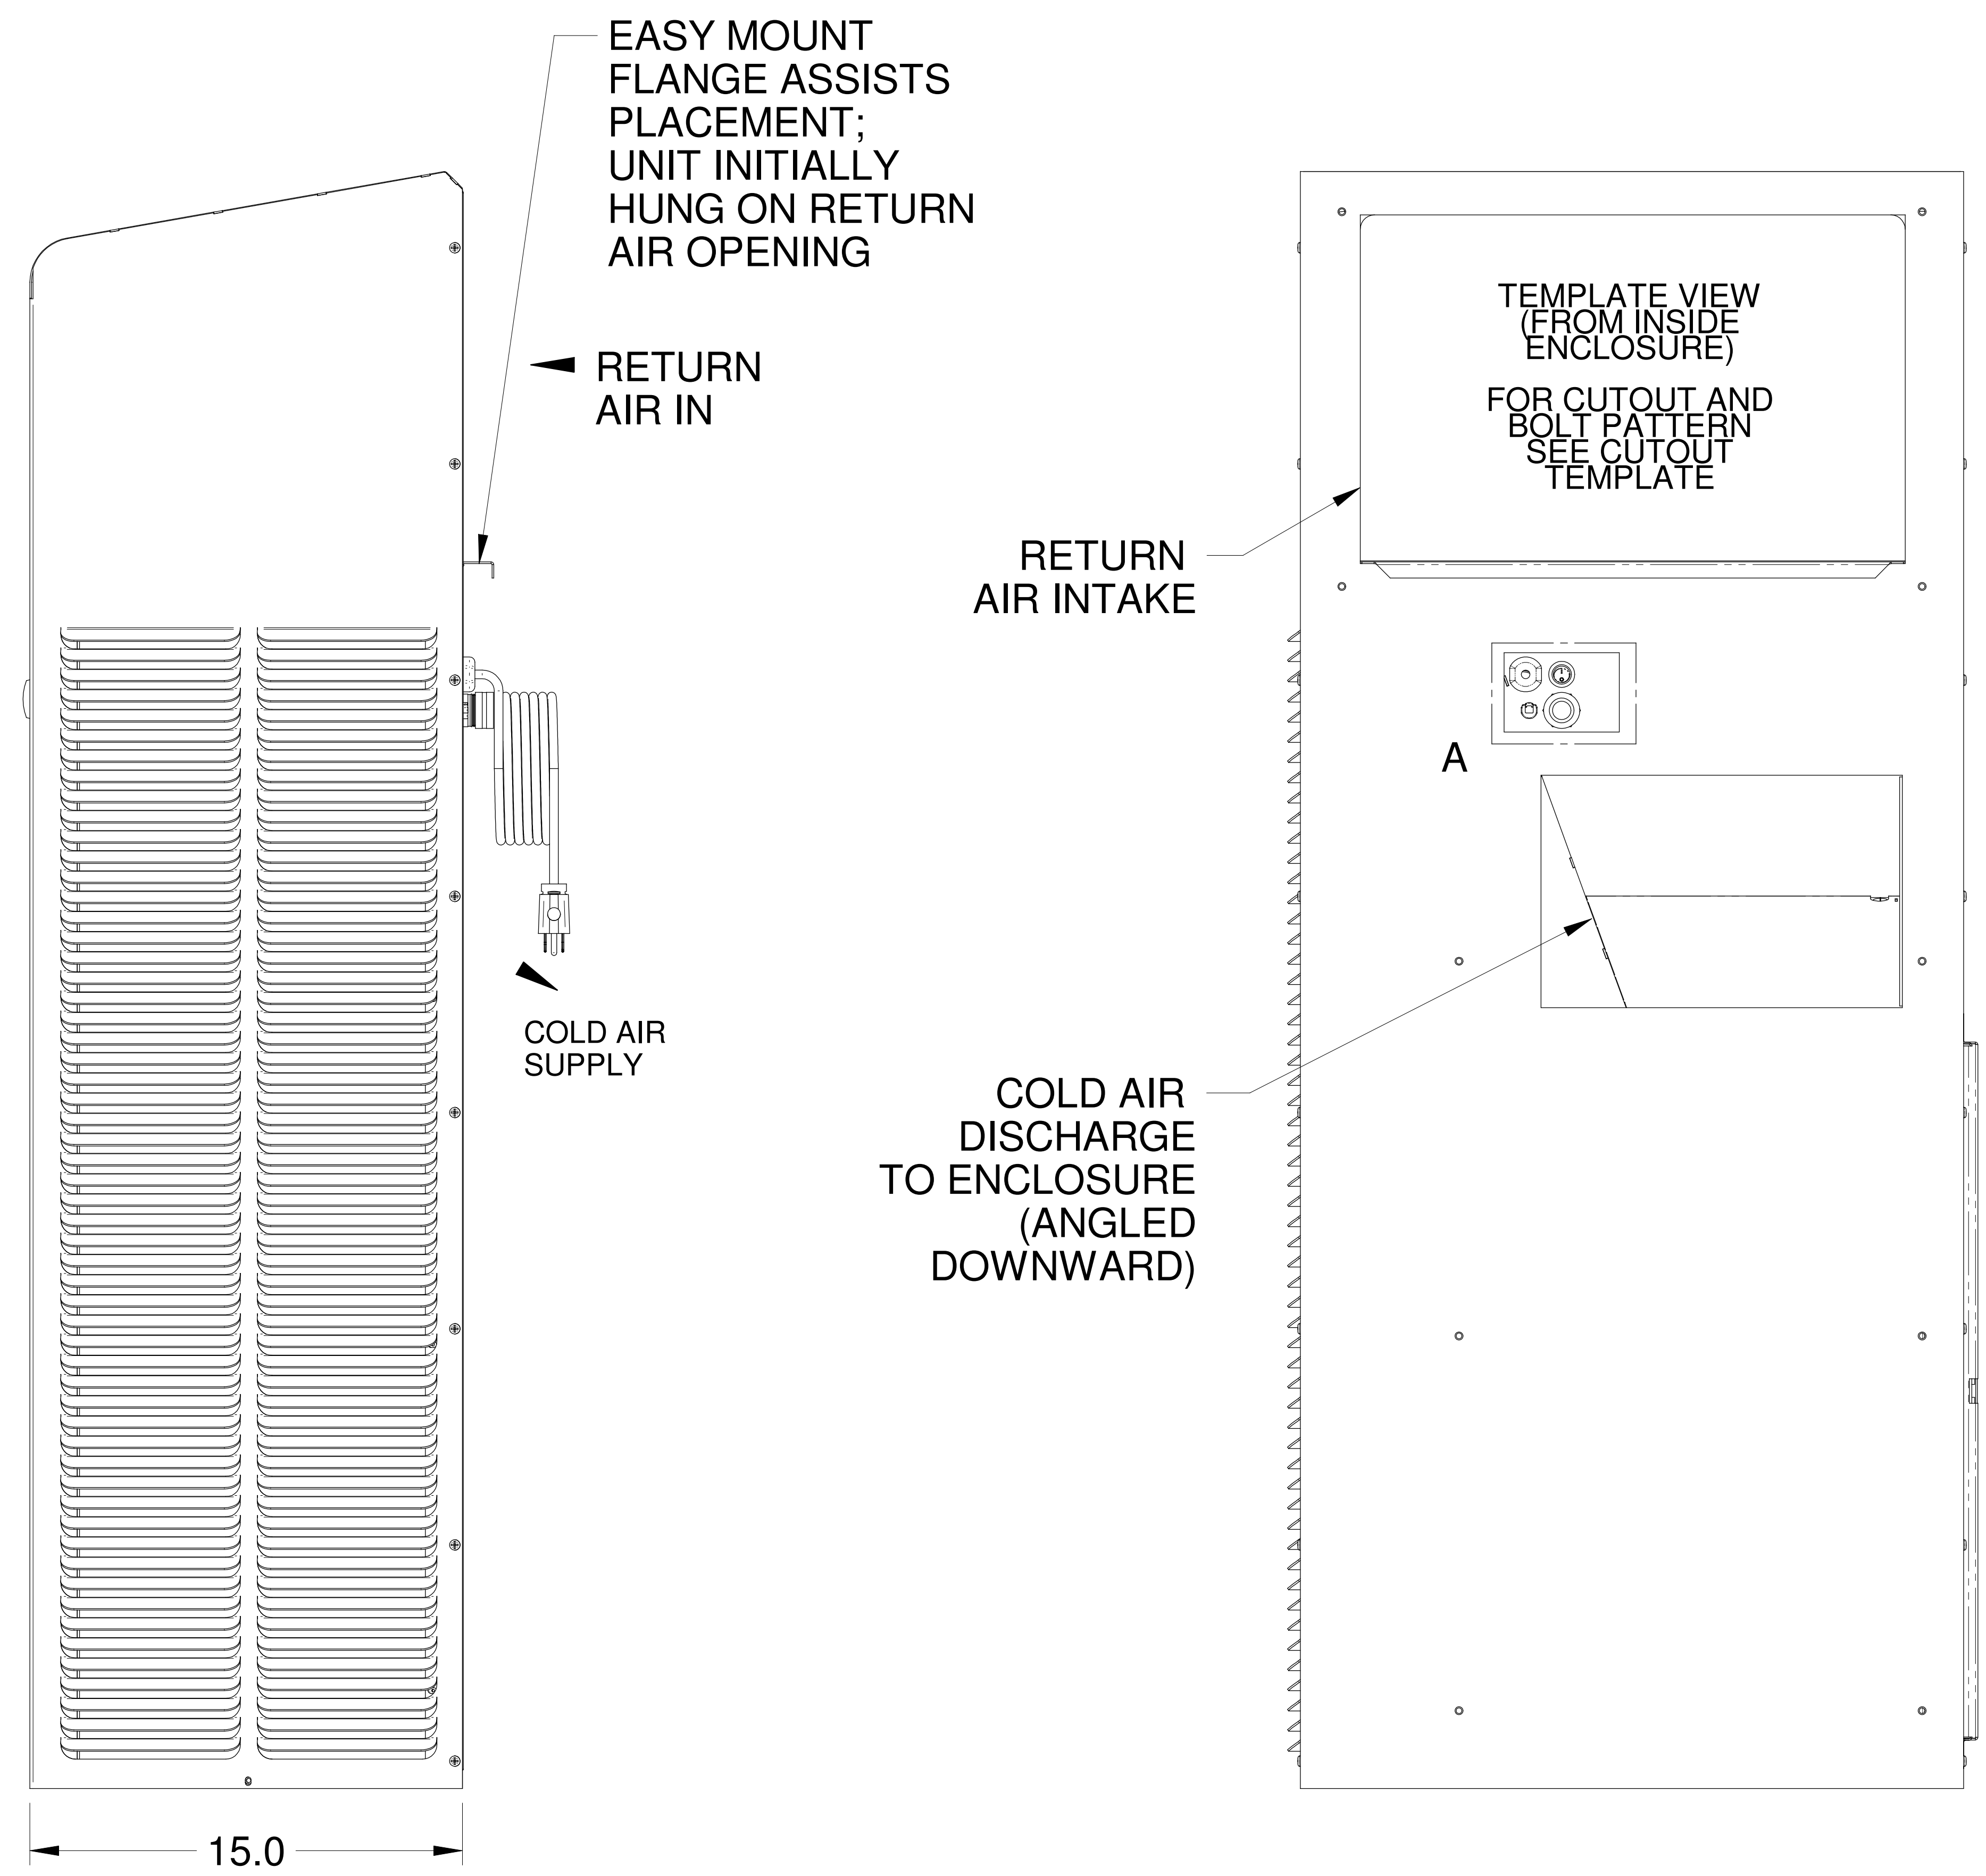 EASY MOUNT
FLANGE ASSISTS
PLACEMENT;
UNIT INITIALLY
HUNG ON RETURN
AIR OPENING
RETURN
AIR IN
TEMPLATE VIEW
(FROM INSIDE
ENCLOSURE)
FOR CUTOUT AND
BOLT PATTERN
SEE CUTOUT
TEMPLATE
RETURN
AIR INTAKE
A
COLD AIR
SUPPLY
COLD AIR
DISCHARGE
TO ENCLOSURE
(ANGLED
DOWNWARD)
15.0